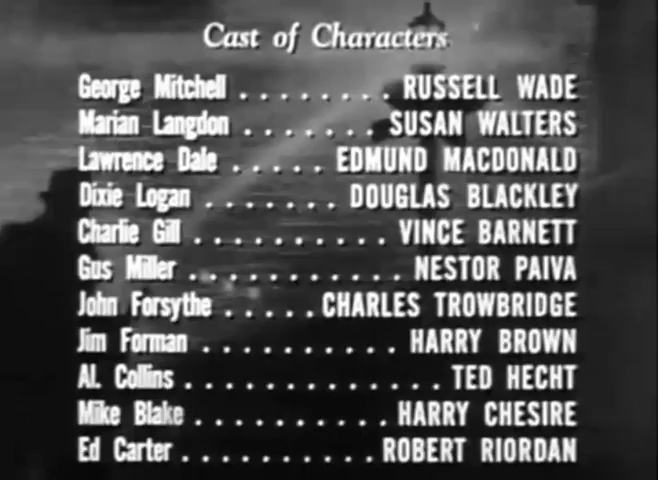 Cast of Characters
George Mitchell . . . . . . . . RUSSELL WADE
Marian Langdon . . . . . . . SUSAN WALTERS
Lawrence Dale . . . . . EDMUND MACDONALD
Dixie Logan . . . . . . . DOUGLAS BLACKLEY
Charlie Gill . . . . . . . . . . VINCE BARNETT
Gus Miller . . . . . . . . . . . NESTOR PAIVA
John Forsythe . . . . . CHARLES TROWBRIDGE
Jim Forman . . . . . . . . . . HARRY BROWN
Al. Collins . . . . . . . . . . . . . TED HECHT
Mike Blake . . . . . . . . . . HARRY CHESIRE
Ed Carter . . . . . . . . . . ROBERT RIORDAN